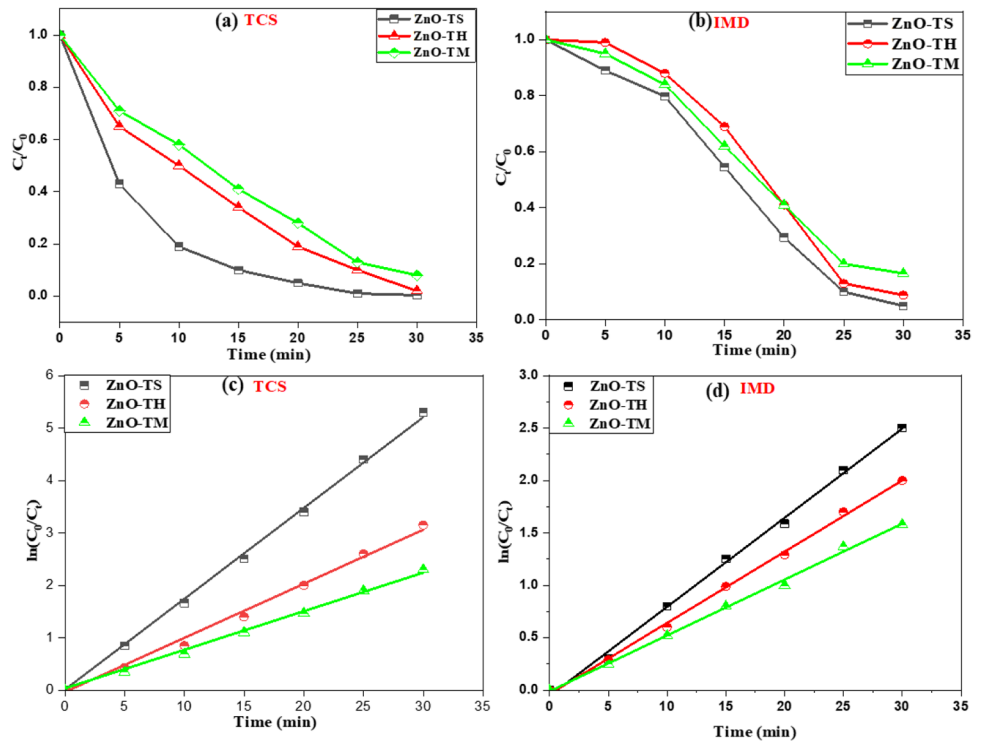 (a) TCS
ZnO-TS
ZnO-TH
ZnO-TM
1.0
0.8
0.6
0.4
0.2
0.0
Cₜ/C₀
0 5 10 15 20 25 30 35
Time (min)
(b) IMD
ZnO-TS
ZnO-TH
ZnO-TM
1.0
0.8
0.6
0.4
0.2
0.0
Cₜ/C₀
0 5 10 15 20 25 30 35
Time (min)
(c) TCS
ZnO-TS
ZnO-TH
ZnO-TM
6
5
4
3
2
1
0
ln(C₀/Cₜ)
0 5 10 15 20 25 30 35
Time (min)
(d) IMD
ZnO-TS
ZnO-TH
ZnO-TM
3.0
2.5
2.0
1.5
1.0
0.5
0.0
ln(C₀/Cₜ)
0 5 10 15 20 25 30 35
Time (min)